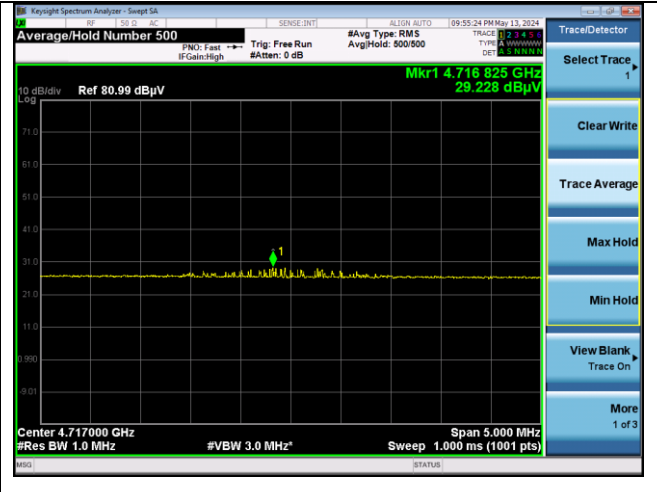 Keysight Spectrum Analyzer - Swept SA
RF 50 Ω AC SENSE:INT ALIGN AUTO 09:55:24 PM May 13, 2024
Average/Hold Number 500
PNO: Fast
IFGain:High
Trig: Free Run
#Atten: 0 dB
#Avg Type: RMS
Avg|Hold: 500/500
TRACE 1 2 3 4 5 6
TYPE A WWWWW
DET A S N N N N
Mkr1 4.716 825 GHz
29.228 dBµV
10 dB/div Ref 80.99 dBµV
Log
71.0
61.0
51.0
41.0
31.0
21.0
11.0
0.990
-9.01
1
Center 4.717000 GHz Span 5.000 MHz
#Res BW 1.0 MHz #VBW 3.0 MHz* Sweep 1.000 ms (1001 pts)
MSG STATUS
Trace/Detector
Select Trace
1
Clear Write
Trace Average
Max Hold
Min Hold
View Blank
Trace On
More
1 of 3